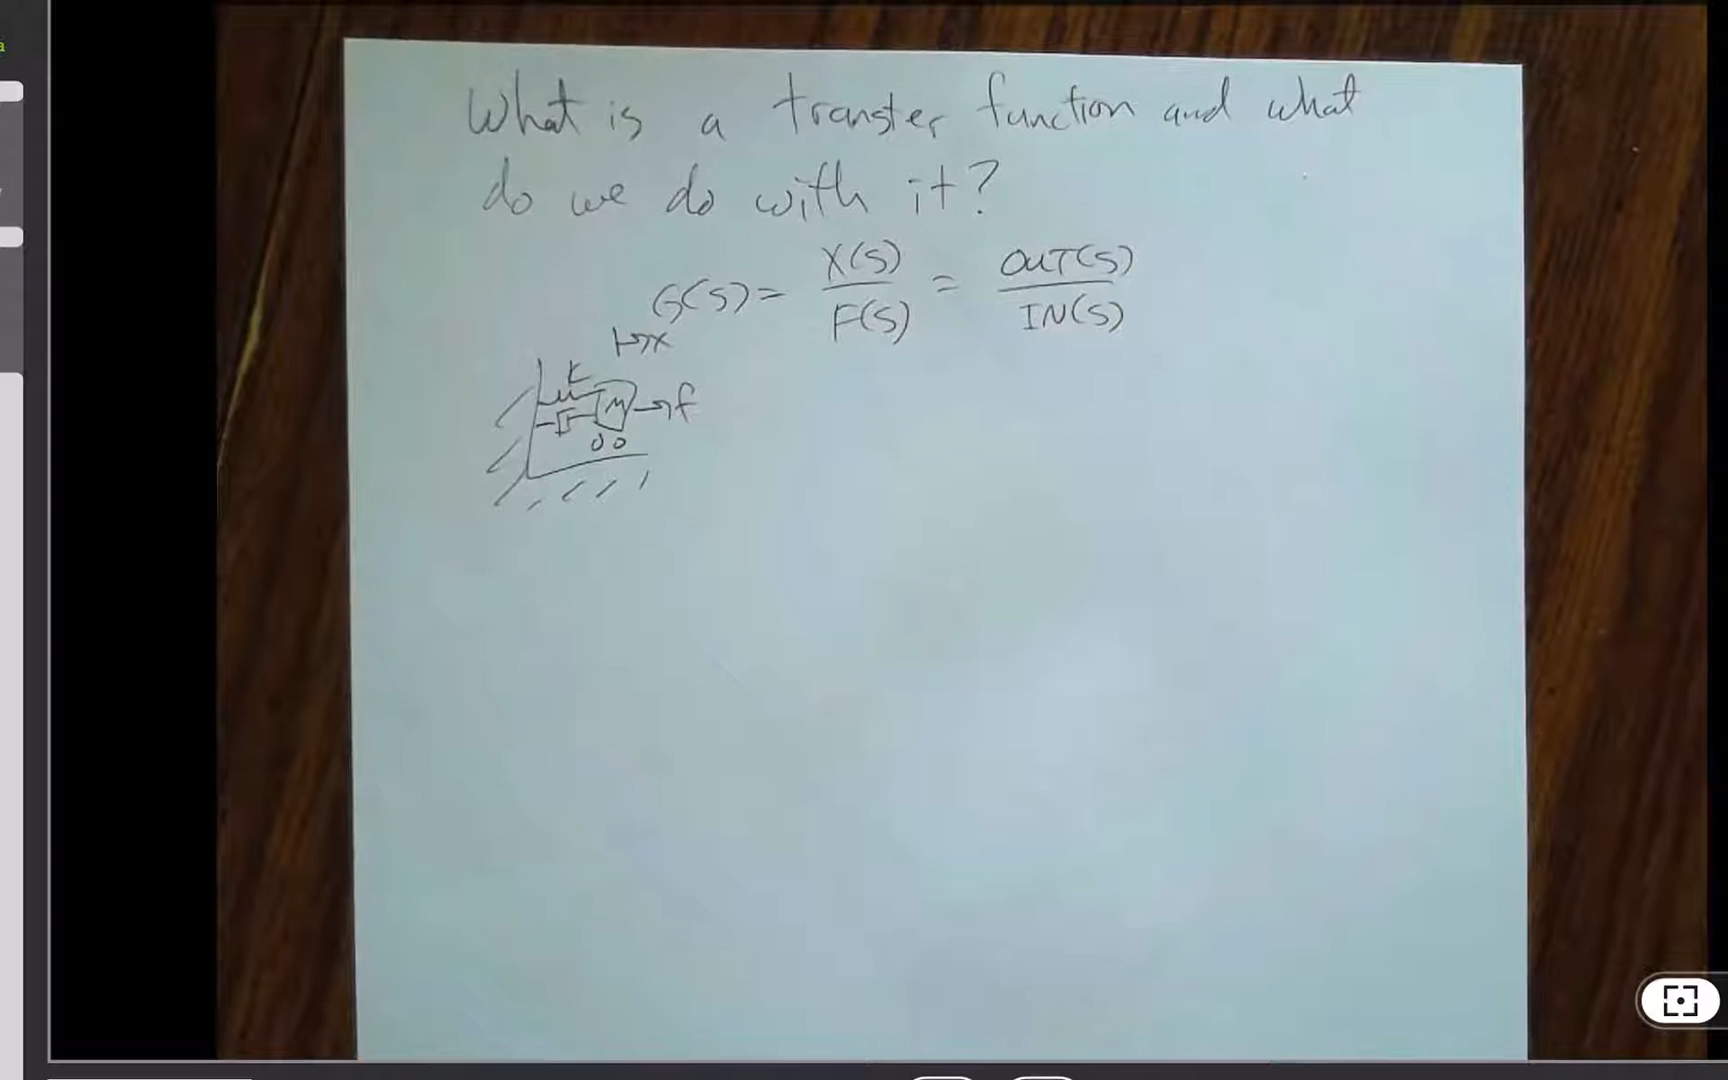 What is a transfer function and what
do we do with it?
G(s) = X(s) / F(s) = OUT(s) / IN(s)
x
k
M
f
a